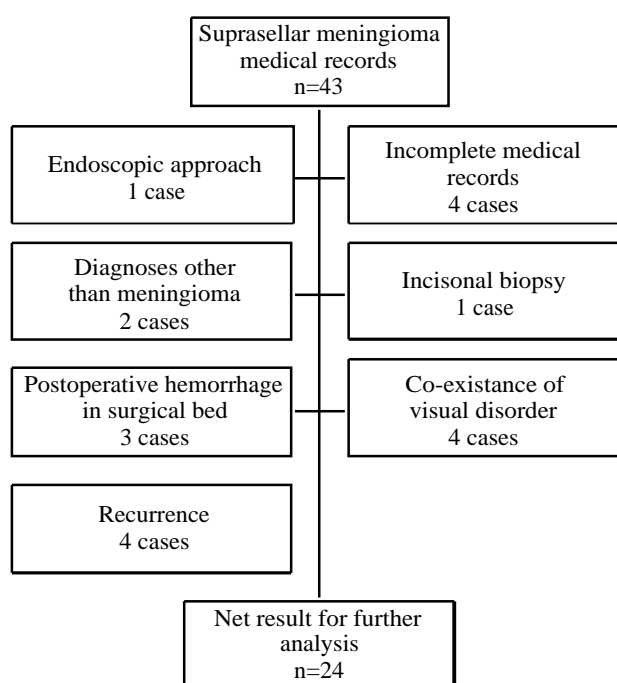 Suprasellar meningioma
medical records
n=43
Endoscopic approach
1 case
Incomplete medical
records
4 cases
Diagnoses other
than meningioma
2 cases
Incisonal biopsy
1 case
Postoperative hemorrhage
in surgical bed
3 cases
Co-existance of
visual disorder
4 cases
Recurrence
4 cases
Net result for further
analysis
n=24